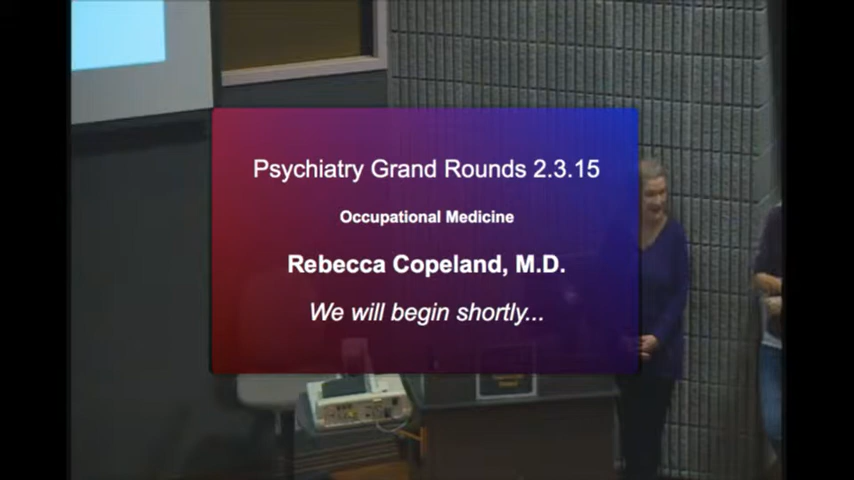 Psychiatry Grand Rounds 2.3.15
Occupational Medicine
Rebecca Copeland, M.D.
We will begin shortly...